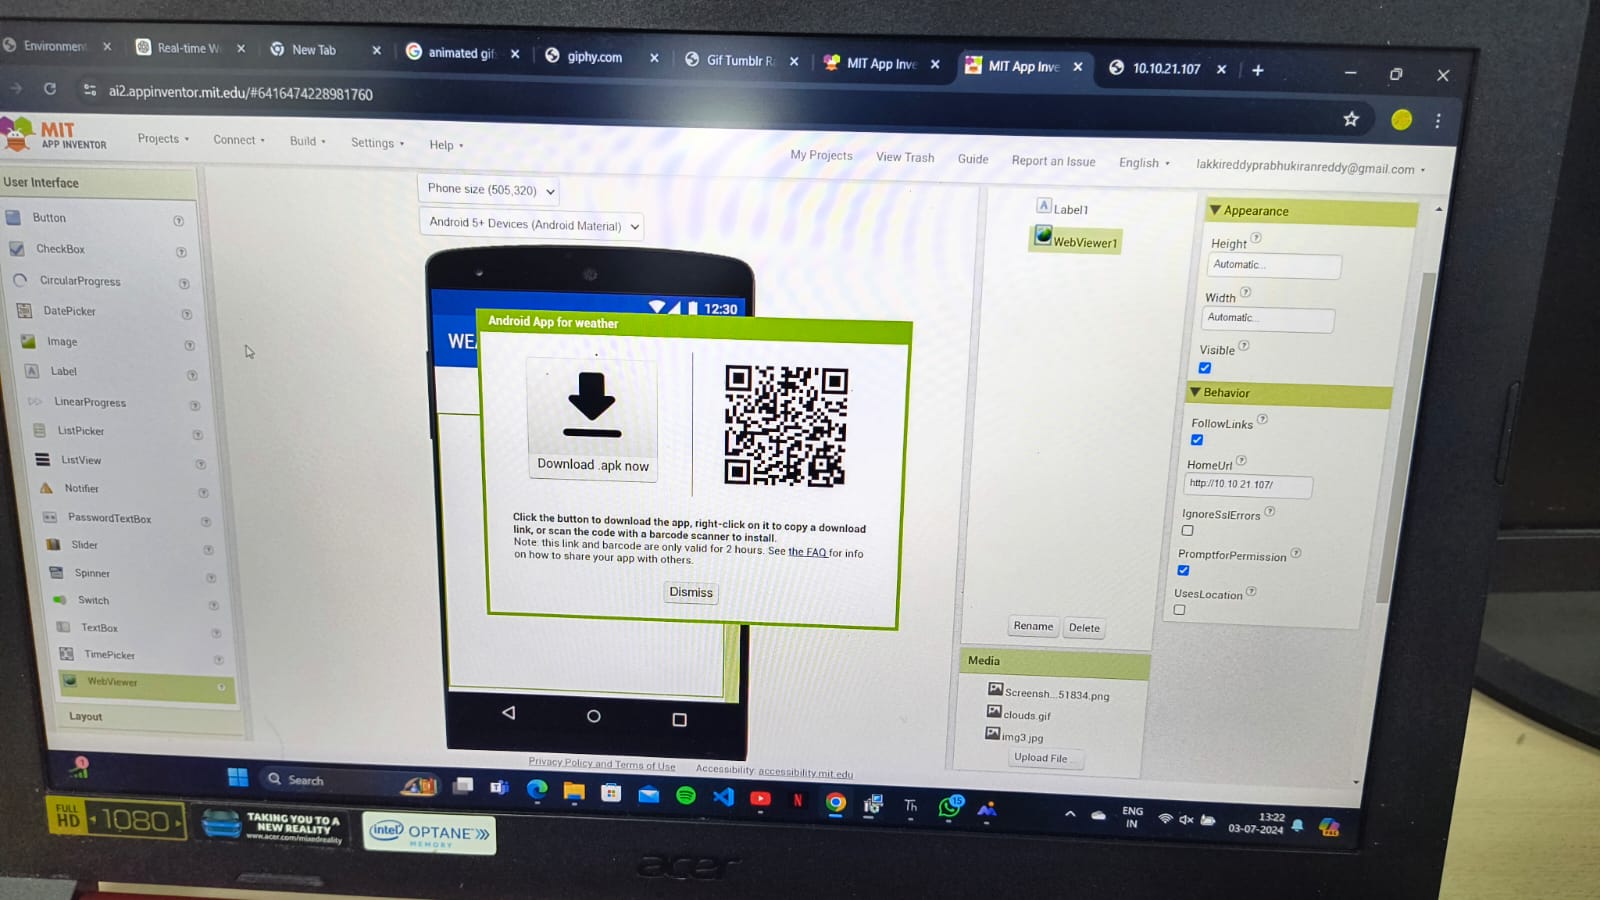 Environmen
Real-time W
New Tab
animated gif
giphy.com
Gif Tumblr R
MIT App Inve
MIT App Inve
10.10.21.107
ai2.appinventor.mit.edu/#6416474228981760
MIT
APP INVENTOR
Projects
Connect
Build
Settings
Help
My Projects
View Trash
Guide
Report an Issue
English
lakkireddyprabhukiranreddy@gmail.com
User Interface
Button
CheckBox
CircularProgress
DatePicker
Image
Label
LinearProgress
ListPicker
ListView
Notifier
PasswordTextBox
Slider
Spinner
Switch
TextBox
TimePicker
WebViewer
Layout
Phone size (505,320)
Android 5+ Devices (Android Material)
12:30
WEA
Android App for weather
Download .apk now
Click the button to download the app, right-click on it to copy a download
link, or scan the code with a barcode scanner to install.
Note: this link and barcode are only valid for 2 hours. See the FAQ for info
on how to share your app with others.
Dismiss
Label1
WebViewer1
Rename
Delete
Media
Screensh...51834.png
clouds.gif
img3.jpg
Upload File ...
Appearance
Height
Automatic...
Width
Automatic...
Visible
Behavior
FollowLinks
HomeUrl
http://10.10.21.107/
IgnoreSslErrors
PromptforPermission
UsesLocation
Privacy Policy and Terms of Use
Accessibility: accessibility.mit.edu
1
Search
Th
15
ENG
IN
13:22
03-07-2024
FULL
HD
1080
TAKING YOU TO A
NEW REALITY
www.acer.com/mixedreality
intel OPTANE
MEMORY
acer